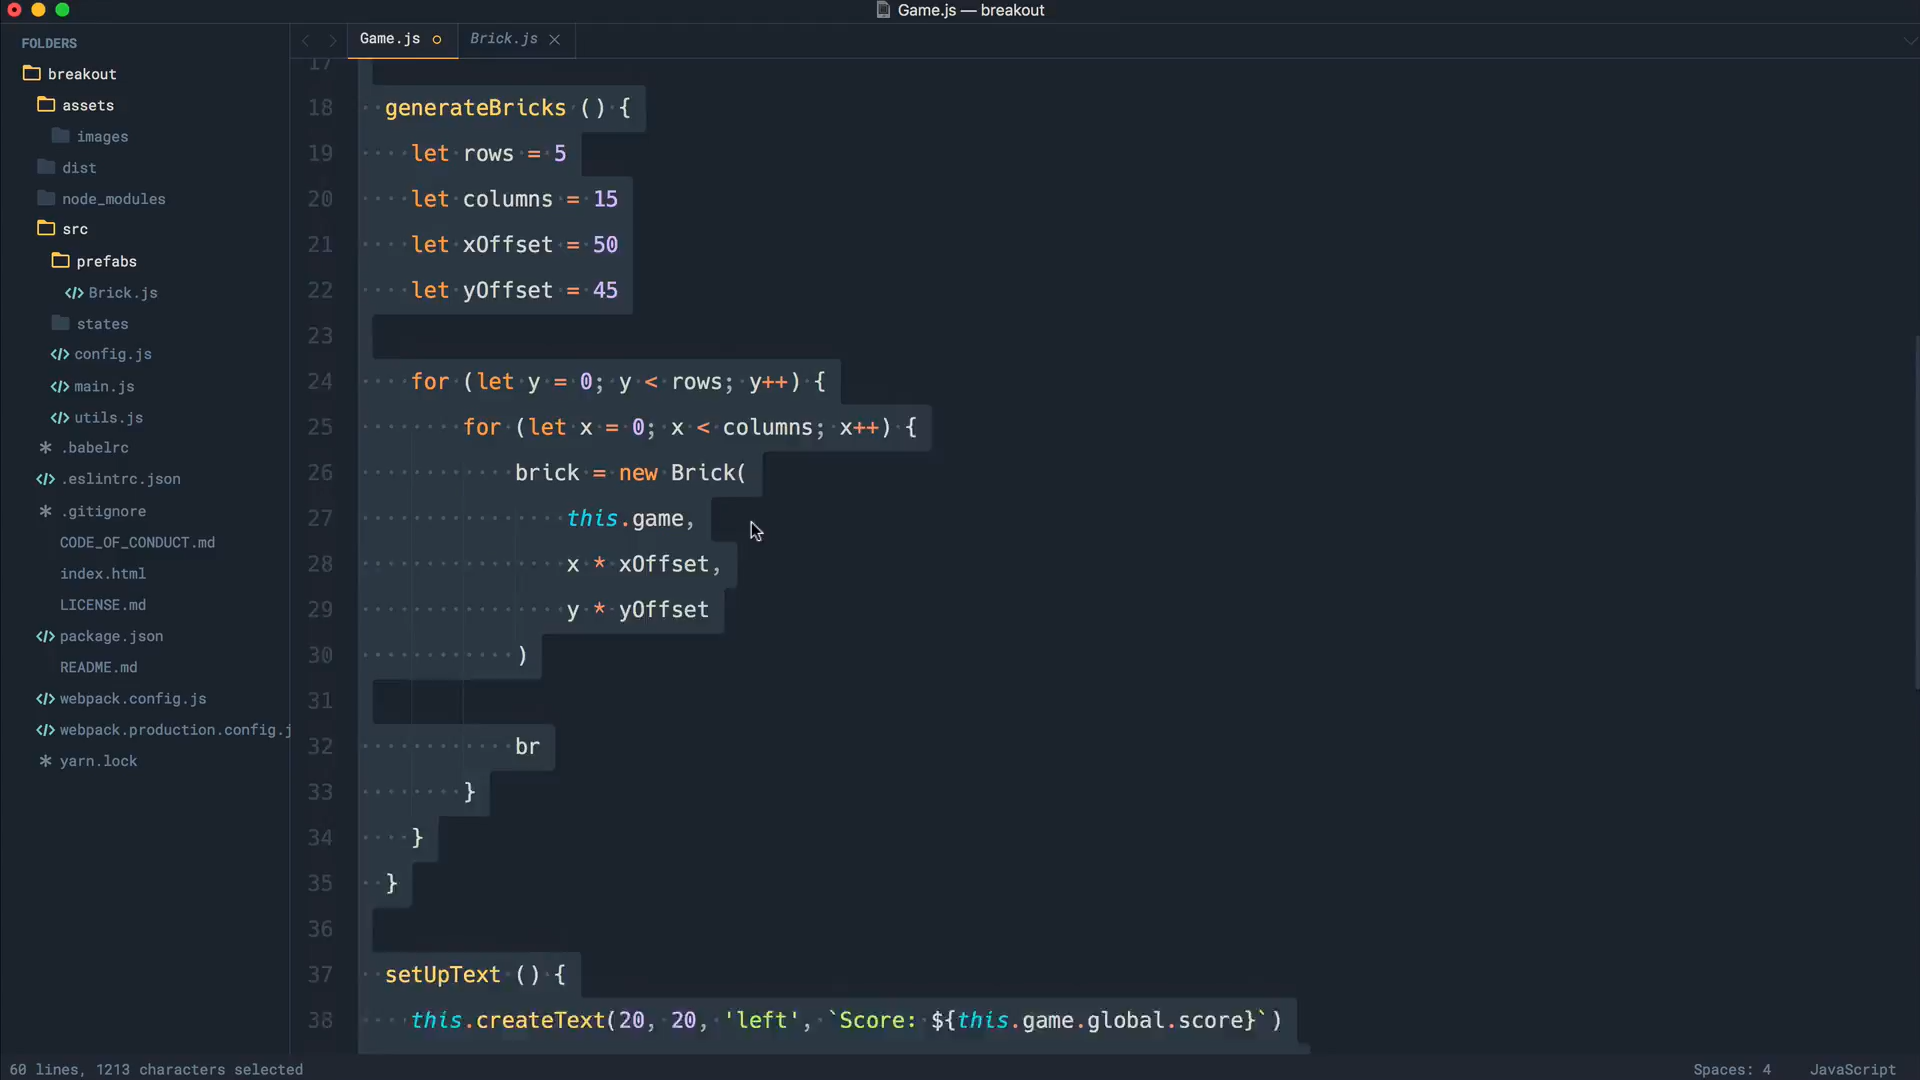 Game.js — breakout
FOLDERS
breakout
assets
images
dist
node_modules
src
prefabs
Brick.js
states
config.js
main.js
utils.js
.babelrc
.eslintrc.json
.gitignore
CODE_OF_CONDUCT.md
index.html
LICENSE.md
package.json
README.md
webpack.config.js
webpack.production.config.j
yarn.lock
Game.js Brick.js
17
18 generateBricks () {
19 let rows = 5
20 let columns = 15
21 let xOffset = 50
22 let yOffset = 45
23
24 for (let y = 0; y < rows; y++) {
25 for (let x = 0; x < columns; x++) {
26 brick = new Brick(
27 this.game,
28 x * xOffset,
29 y * yOffset
30 )
31
32 br
33 }
34 }
35 }
36
37 setUpText () {
38 this.createText(20, 20, 'left', `Score: ${this.game.global.score}`)
60 lines, 1213 characters selected
Spaces: 4 JavaScript